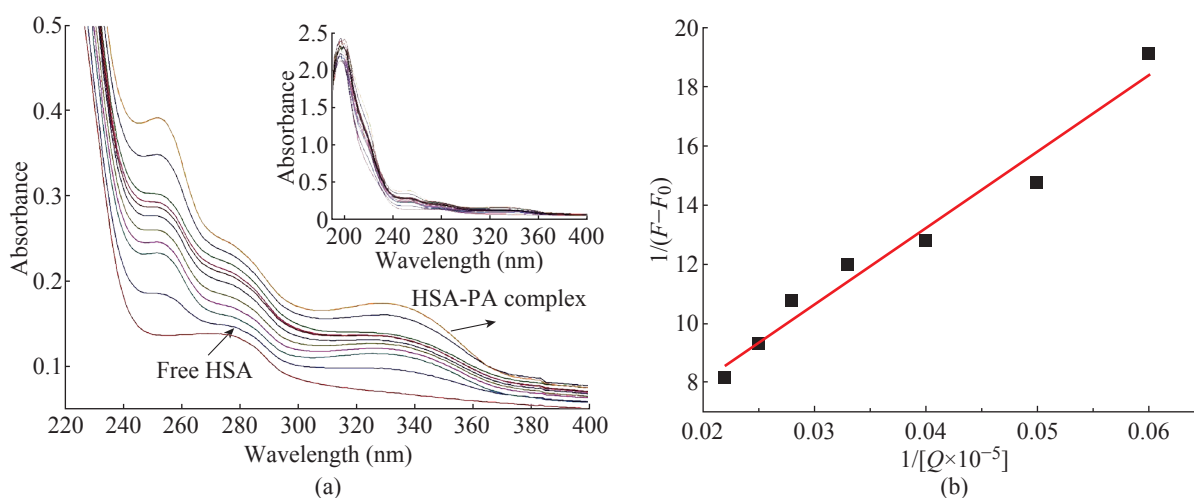 0.5
0.4
0.3
0.2
0.1
220 240 260 280 300 320 340 360 380 400
Absorbance
Wavelength (nm)
(a)
2.5
2.0
1.5
1.0
0.5
0
200 240 280 320 360 400
Absorbance
Wavelength (nm)
HSA-PA complex
Free HSA
18
16
14
12
10
8
0.02 0.03 0.04 0.05 0.06
1/(F−F0)
1/[Q×10−5]
(b)